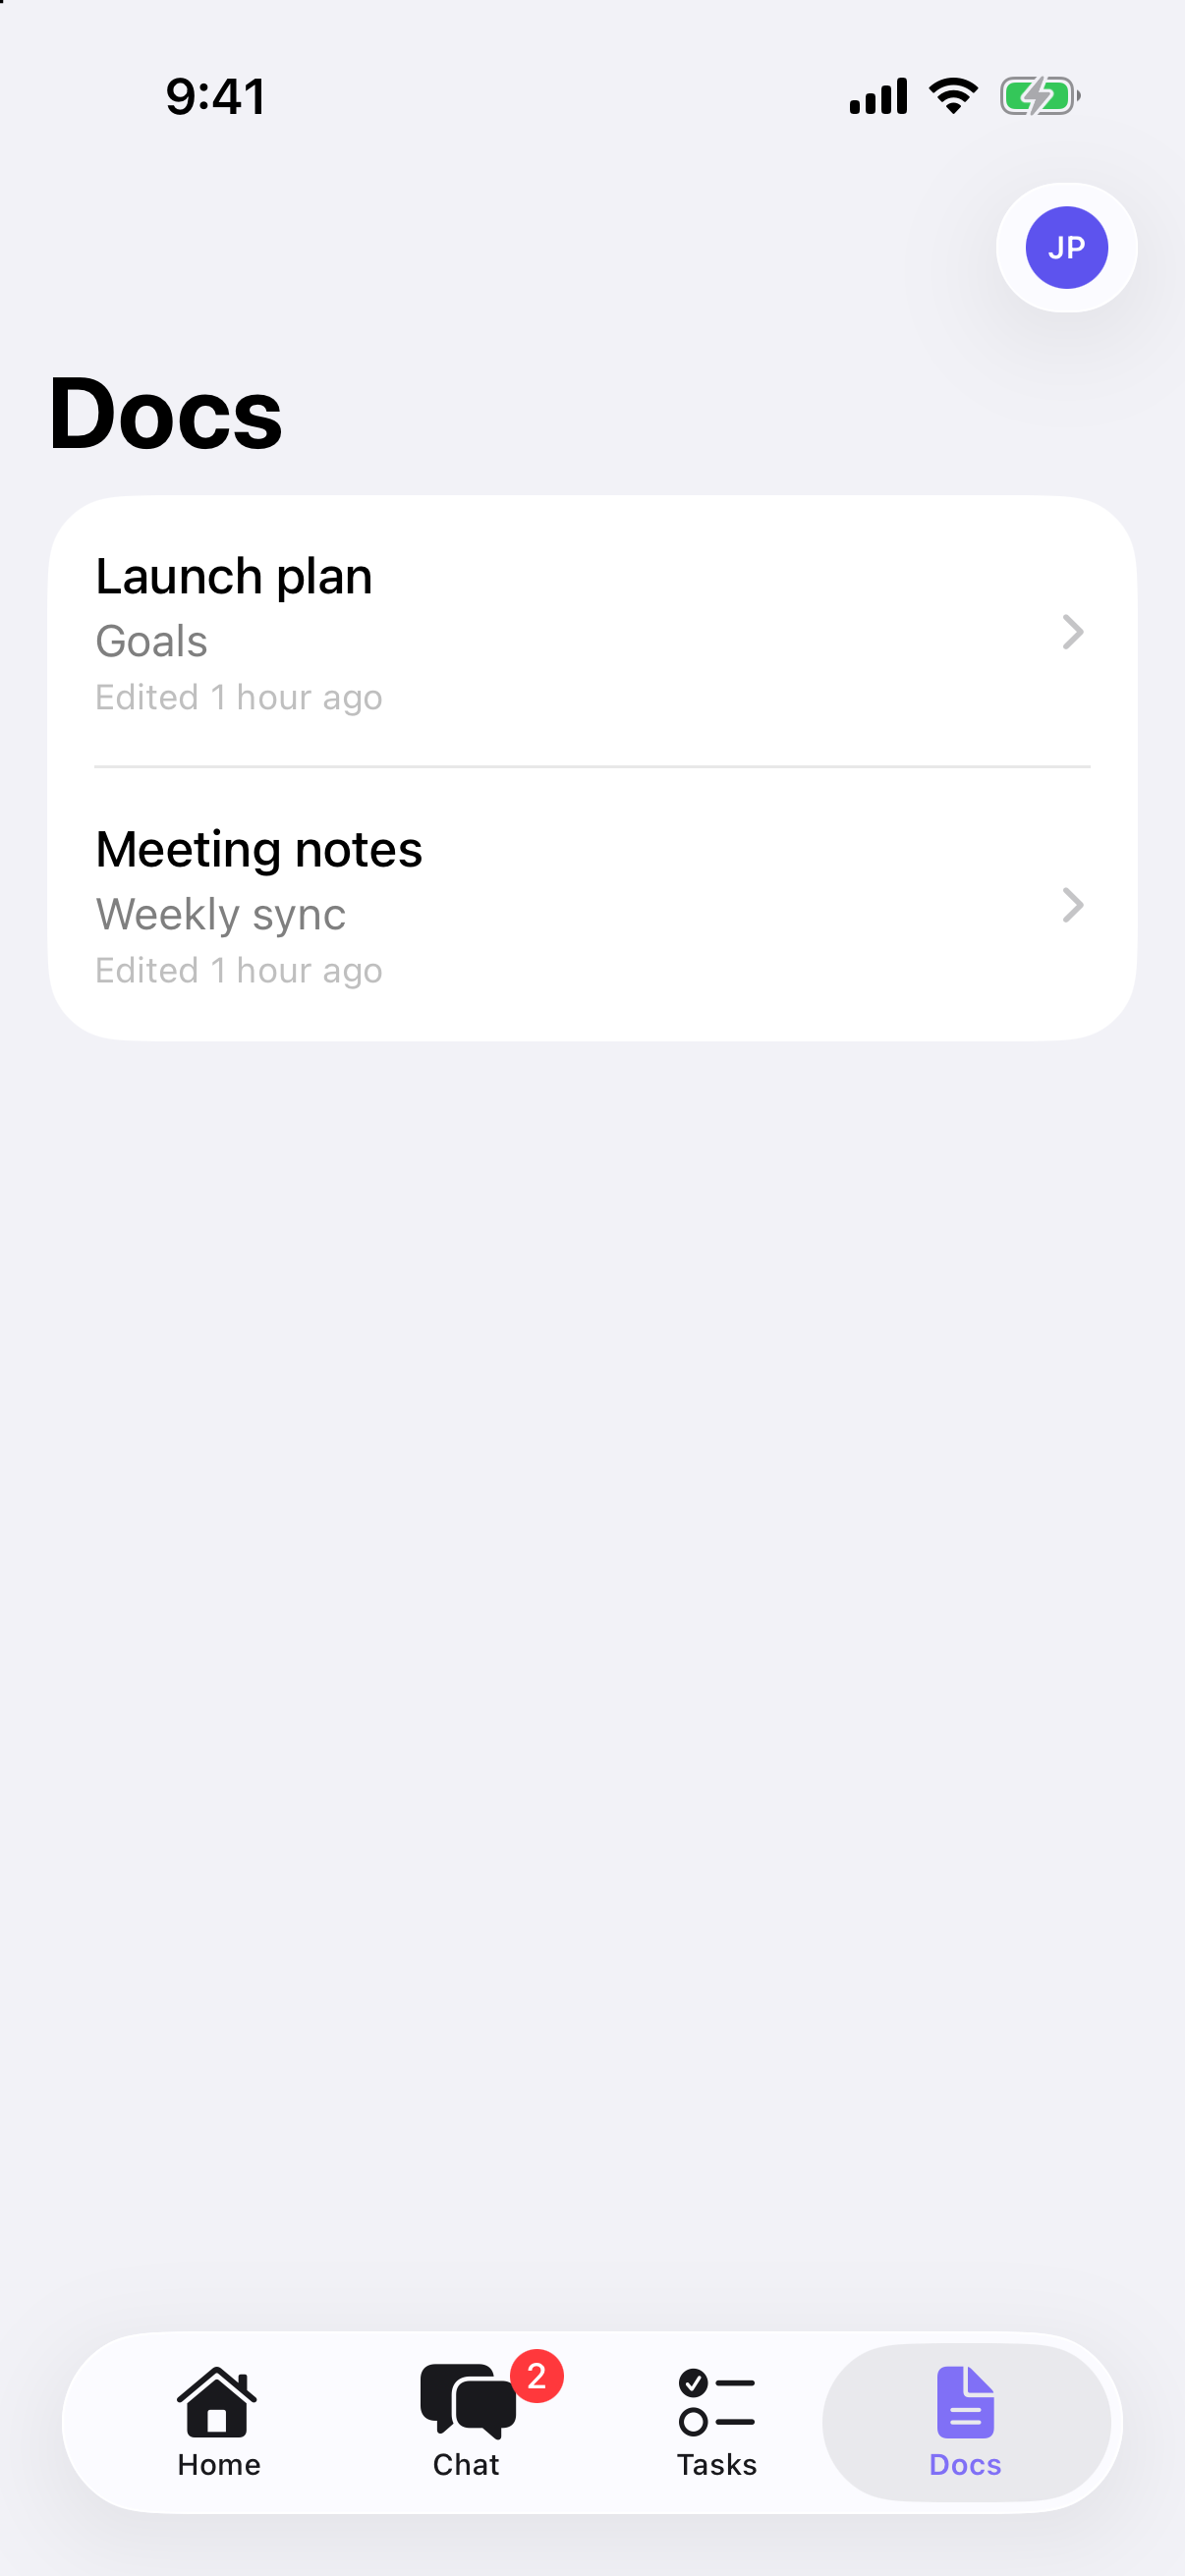 9:41
JP
Docs
Launch plan
Goals
Edited 1 hour ago
Meeting notes
Weekly sync
Edited 1 hour ago
2
Home
Chat
Tasks
Docs